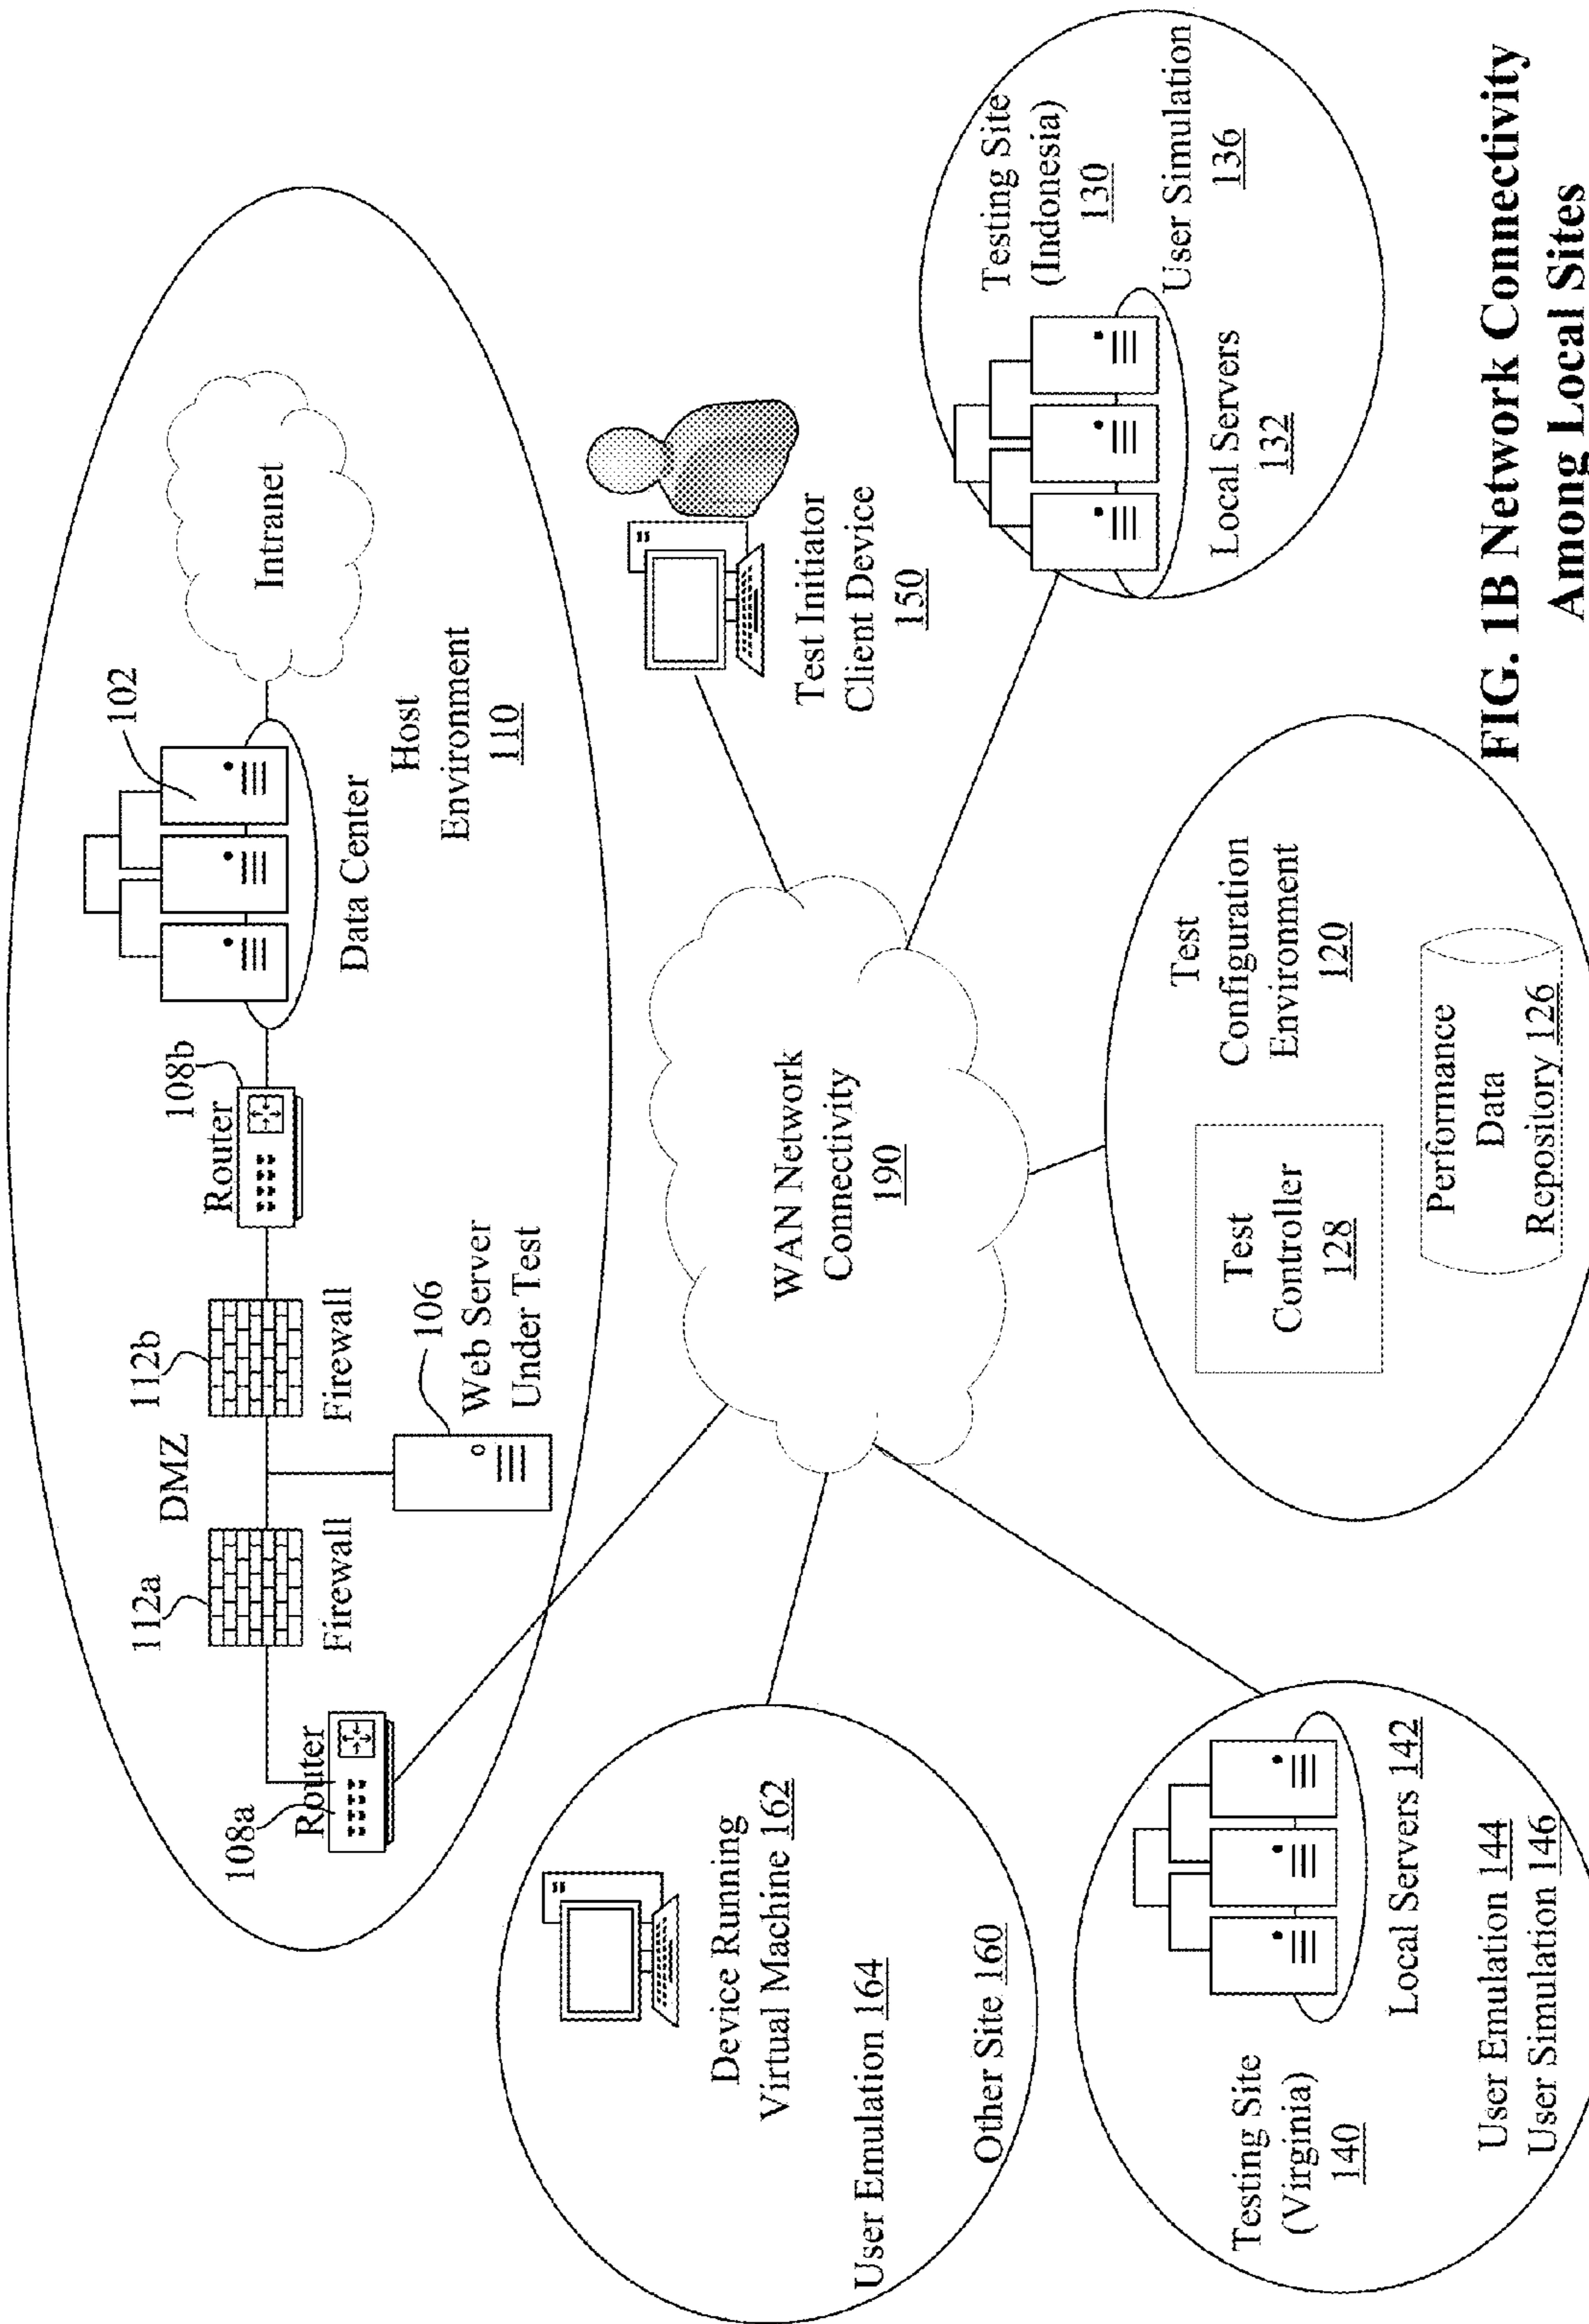 108a
Router
112a
Firewall
DMZ
112b
Firewall
106
Web Server
Under Test
108b
Router
102
Data Center
Intranet
Host
Environment
110
Device Running
Virtual Machine 162
User Emulation 164
Other Site 160
WAN Network
Connectivity
190
Test Initiator
Client Device
150
Testing Site
(Virginia)
140
Local Servers 142
User Emulation 144
User Simulation 146
Test
Controller
128
Test
Configuration
Environment
120
Performance
Data
Repository 126
Testing Site
(Indonesia)
130
User Simulation
136
Local Servers
132
FIG. 1B Network Connectivity
Among Local Sites